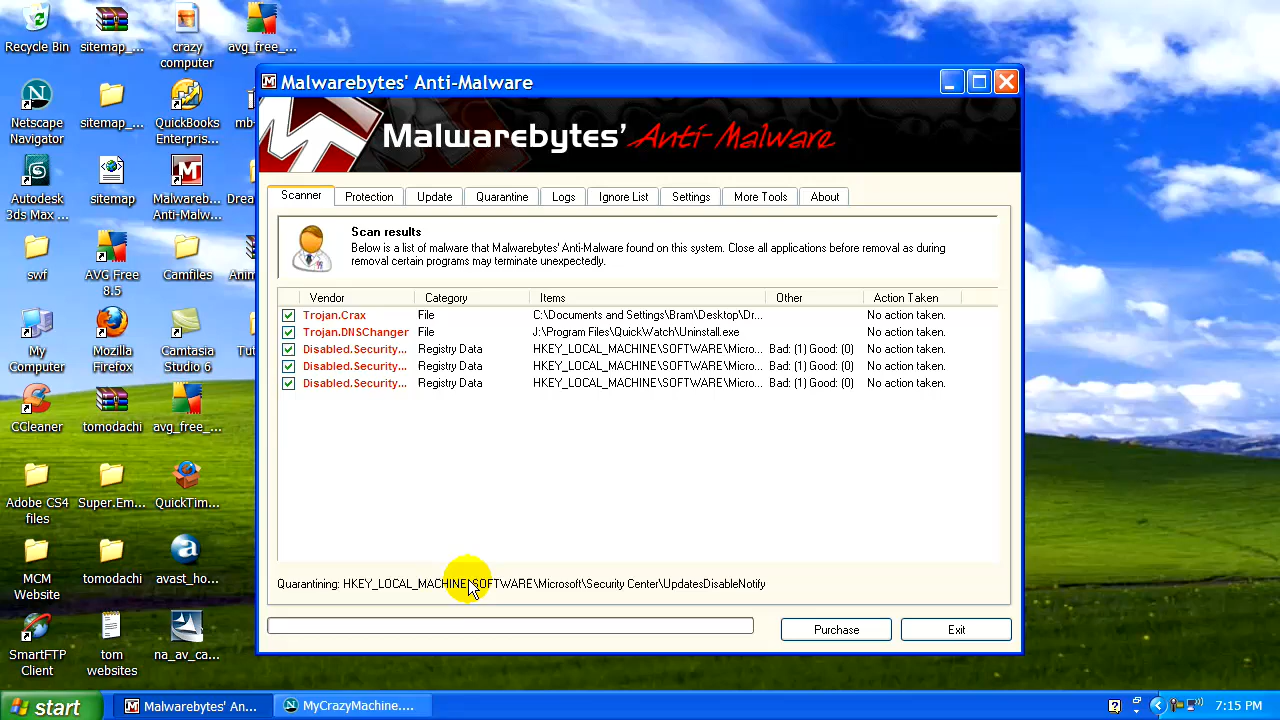 Recycle Bin
sitemap_...
crazy
computer
avg_free_...
Netscape
Navigator
sitemap_...
QuickBooks
Enterpris...
mb-
Autodesk
3ds Max ...
sitemap
Malwareb...
Anti-Malw...
Drea
swf
AVG Free
8.5
Camfiles
Anim
My
Computer
Mozilla
Firefox
Camtasia
Studio 6
Tut
CCleaner
tomodachi
avg_free_...
Adobe CS4
files
Super.Em...
QuickTim...
MCM
Website
tomodachi
avast_ho...
SmartFTP
Client
tom
websites
na_av_ca...
Malwarebytes' Anti-Malware
Malwarebytes' Anti-Malware
Scanner Protection Update Quarantine Logs Ignore List Settings More Tools About
Scan results
Below is a list of malware that Malwarebytes' Anti-Malware found on this system. Close all applications before removal as during
removal certain programs may terminate unexpectedly.
Vendor Category Items Other Action Taken
Trojan.Crax File C:\Documents and Settings\Bram\Desktop\Dr... No action taken.
Trojan.DNSChanger File J:\Program Files\QuickWatch\Uninstall.exe No action taken.
Disabled.Security... Registry Data HKEY_LOCAL_MACHINE\SOFTWARE\Micro... Bad: (1) Good: (0) No action taken.
Disabled.Security... Registry Data HKEY_LOCAL_MACHINE\SOFTWARE\Micro... Bad: (1) Good: (0) No action taken.
Disabled.Security... Registry Data HKEY_LOCAL_MACHINE\SOFTWARE\Micro... Bad: (1) Good: (0) No action taken.
Quarantining: HKEY_LOCAL_MACHINE\SOFTWARE\Microsoft\Security Center\UpdatesDisableNotify
Purchase Exit
start Malwarebytes' An... MyCrazyMachine.... 7:15 PM